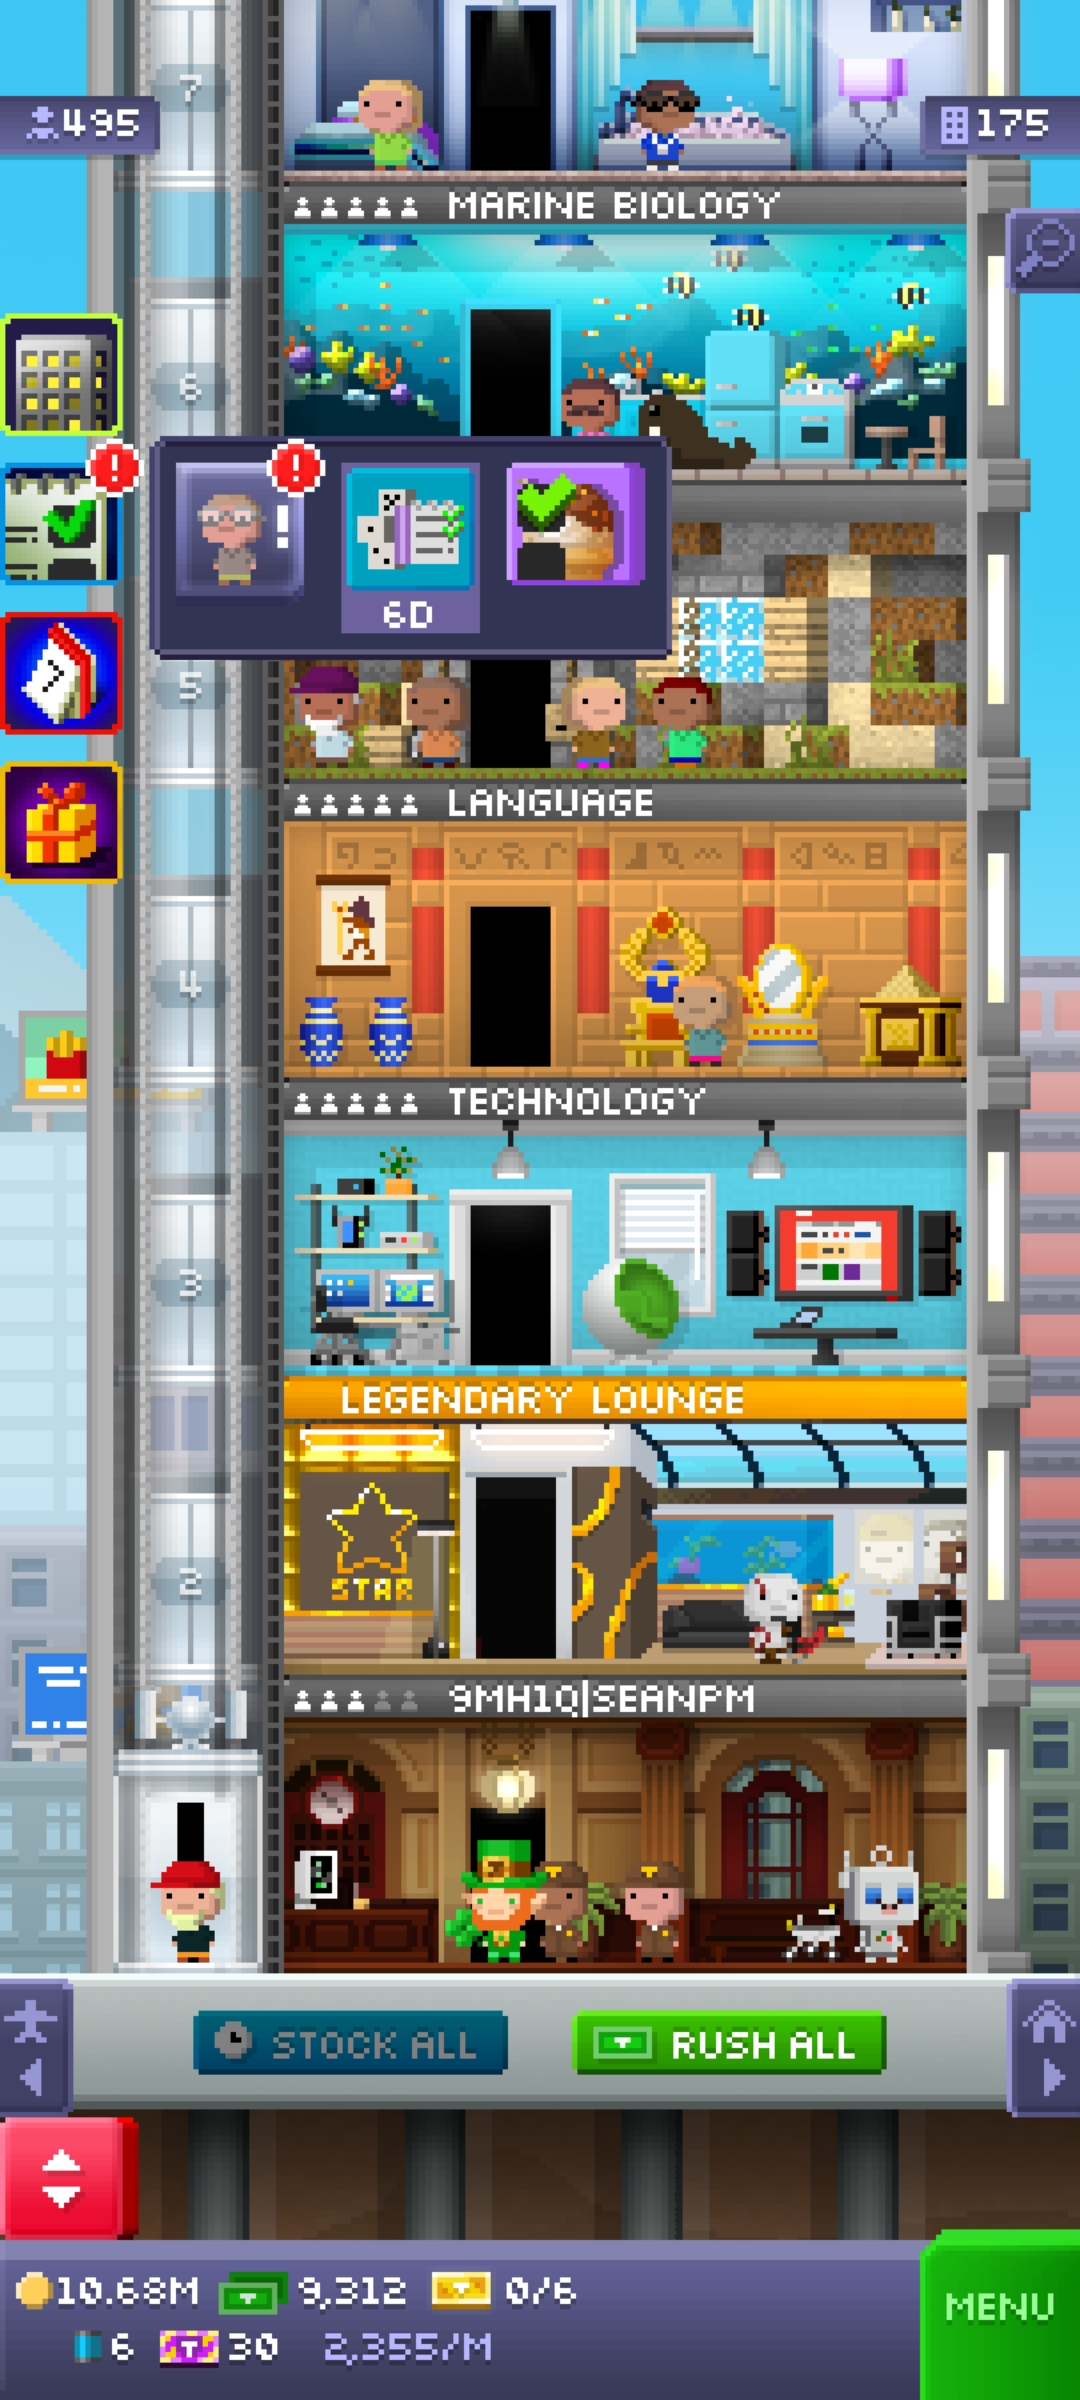 7
495
175
MARINE BIOLOGY
6
!
!
!
6D
5
LANGUAGE
4
TECHNOLOGY
3
LEGENDARY LOUNGE
STAR
2
9MH1Q|SEANPM
STOCK ALL
RUSH ALL
10.68M
9,312
0/6
MENU
6
T
30
2,355/M